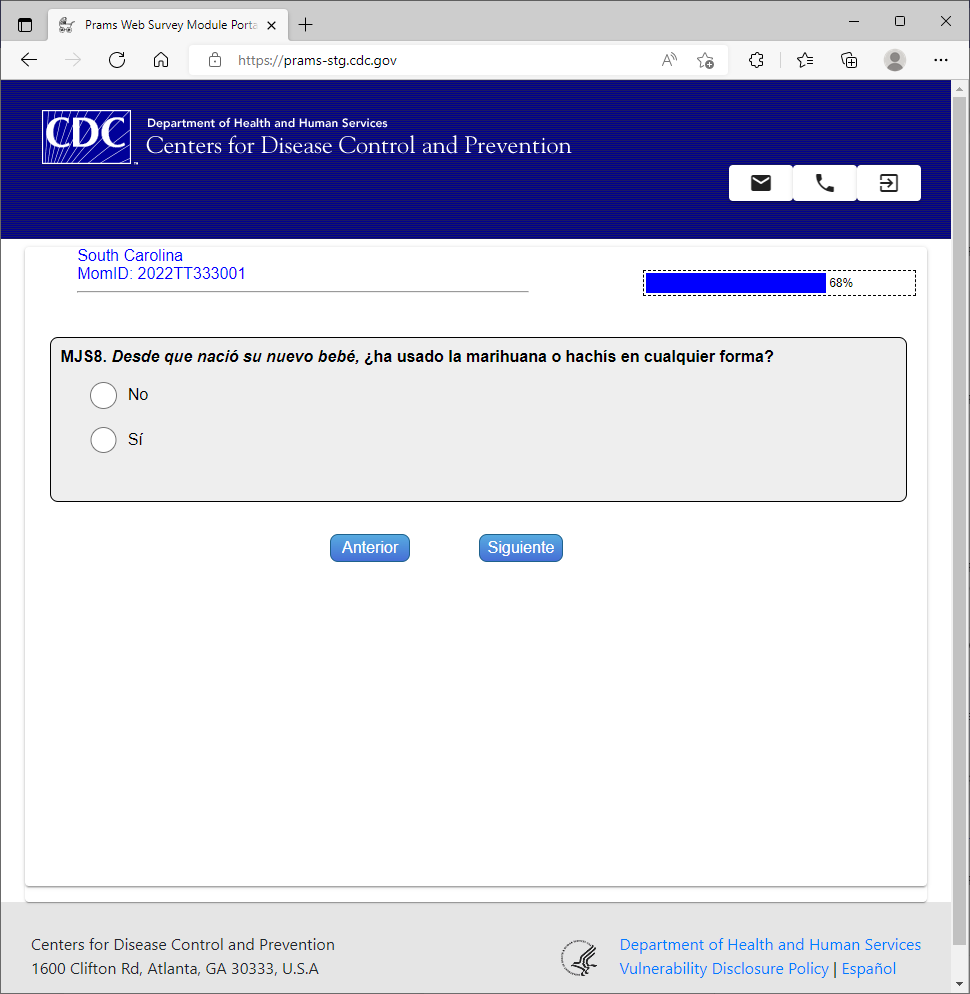 Prams Web Survey Module Porta
https://prams-stg.cdc.gov
CDC
Department of Health and Human Services
Centers for Disease Control and Prevention
South Carolina
MomID: 2022TT333001
68%
MJS8. Desde que nació su nuevo bebé, ¿ha usado la marihuana o hachís en cualquier forma?
No
Sí
Anterior
Siguiente
Centers for Disease Control and Prevention
1600 Clifton Rd, Atlanta, GA 30333, U.S.A
Department of Health and Human Services
Vulnerability Disclosure Policy | Español